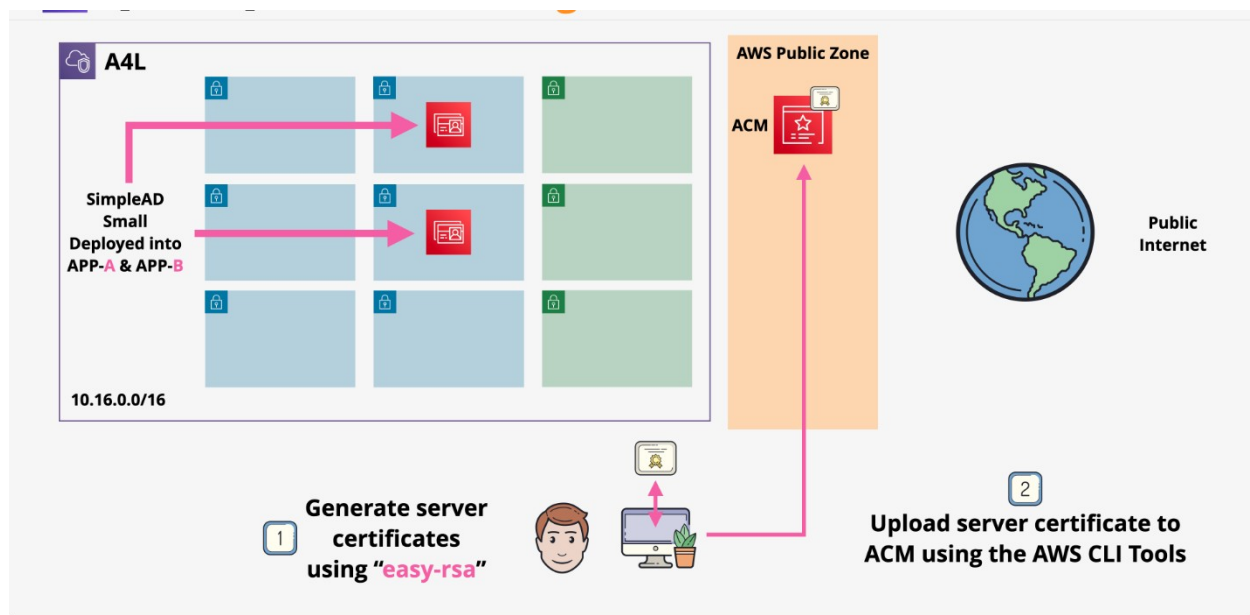 A4L
AWS Public Zone
ACM
SimpleAD
Small
Deployed into
APP-A & APP-B
Public
Internet
10.16.0.0/16
1
Generate server
certificates
using “easy-rsa”
2
Upload server certificate to
ACM using the AWS CLI Tools